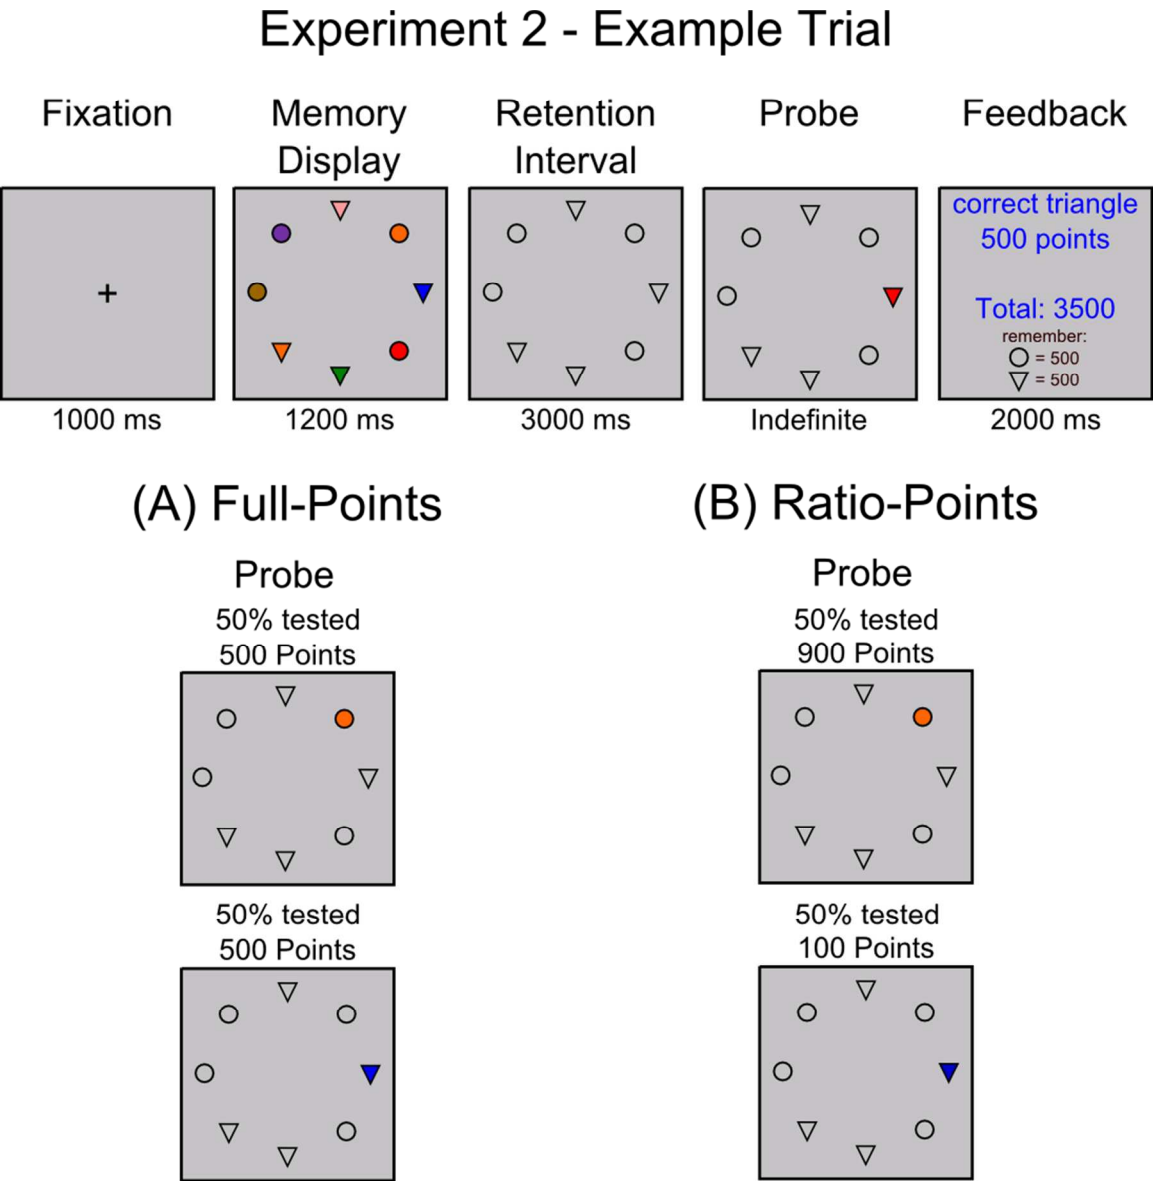 Experiment 2 - Example Trial
Fixation
Memory
Display
Retention
Interval
Probe
Feedback
+
correct triangle
500 points
Total: 3500
remember:
= 500
= 500
1000 ms
1200 ms
3000 ms
Indefinite
2000 ms
(A) Full-Points
Probe
50% tested
500 Points
50% tested
500 Points
(B) Ratio-Points
Probe
50% tested
900 Points
50% tested
100 Points